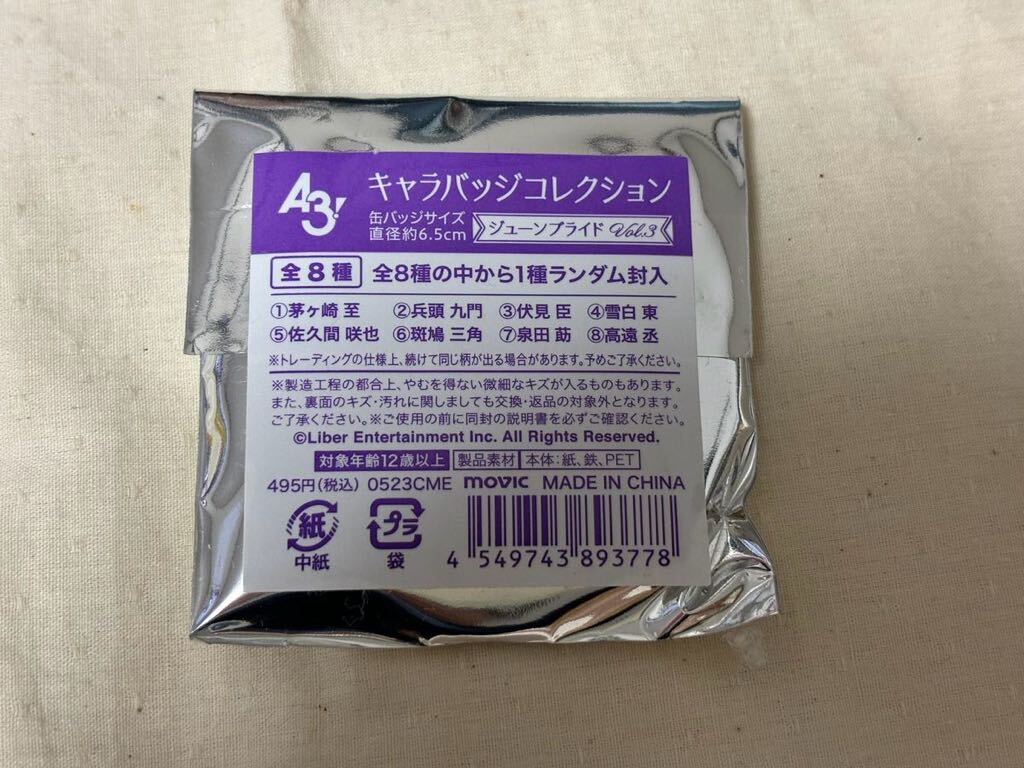 A3!
キャラバッジコレクション
缶バッジサイズ
直径約6.5cm
ジューンブライド Vol.3
全8種 全8種の中から1種ランダム封入
①茅ヶ崎 至 ②兵頭 九門 ③伏見 臣 ④雪白 東
⑤佐久間 咲也 ⑥斑鳩 三角 ⑦泉田 莇 ⑧高遠 丞
※トレーディングの仕様上、続けて同じ柄が出る場合があります。予めご了承ください。
※製造工程の都合上、やむを得ない微細なキズが入るものもあります。
また、裏面のキズ・汚れに関しましても交換・返品の対象外となります。
ご了承ください。※ご使用の前に同封の説明書を必ずご確認ください。
©Liber Entertainment Inc. All Rights Reserved.
対象年齢12歳以上 製品素材 本体:紙、鉄、PET
495円(税込) 0523CME movic MADE IN CHINA
紙 プラ
中紙 袋
4 549743 893778